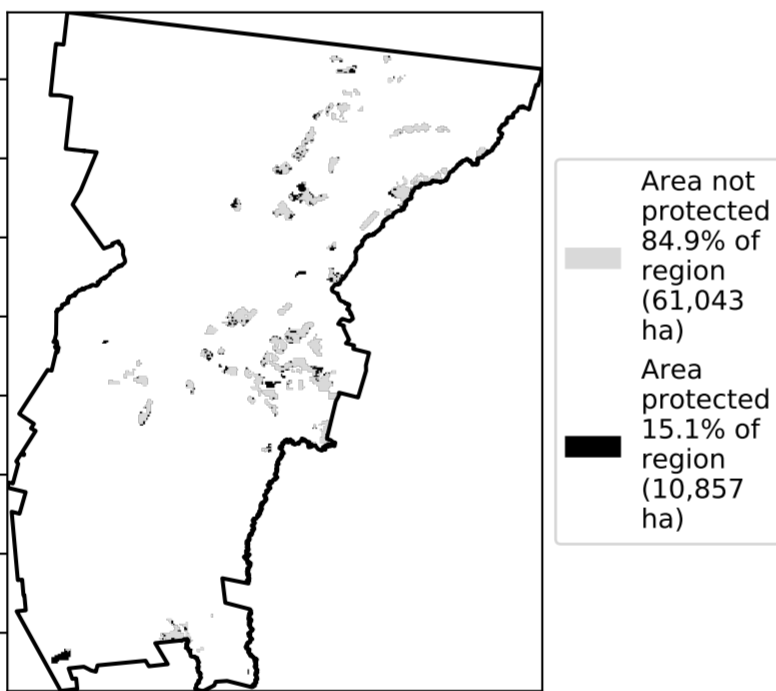 Area not
protected
84.9% of
region
(61,043
ha)
Area
protected
15.1% of
region
(10,857
ha)